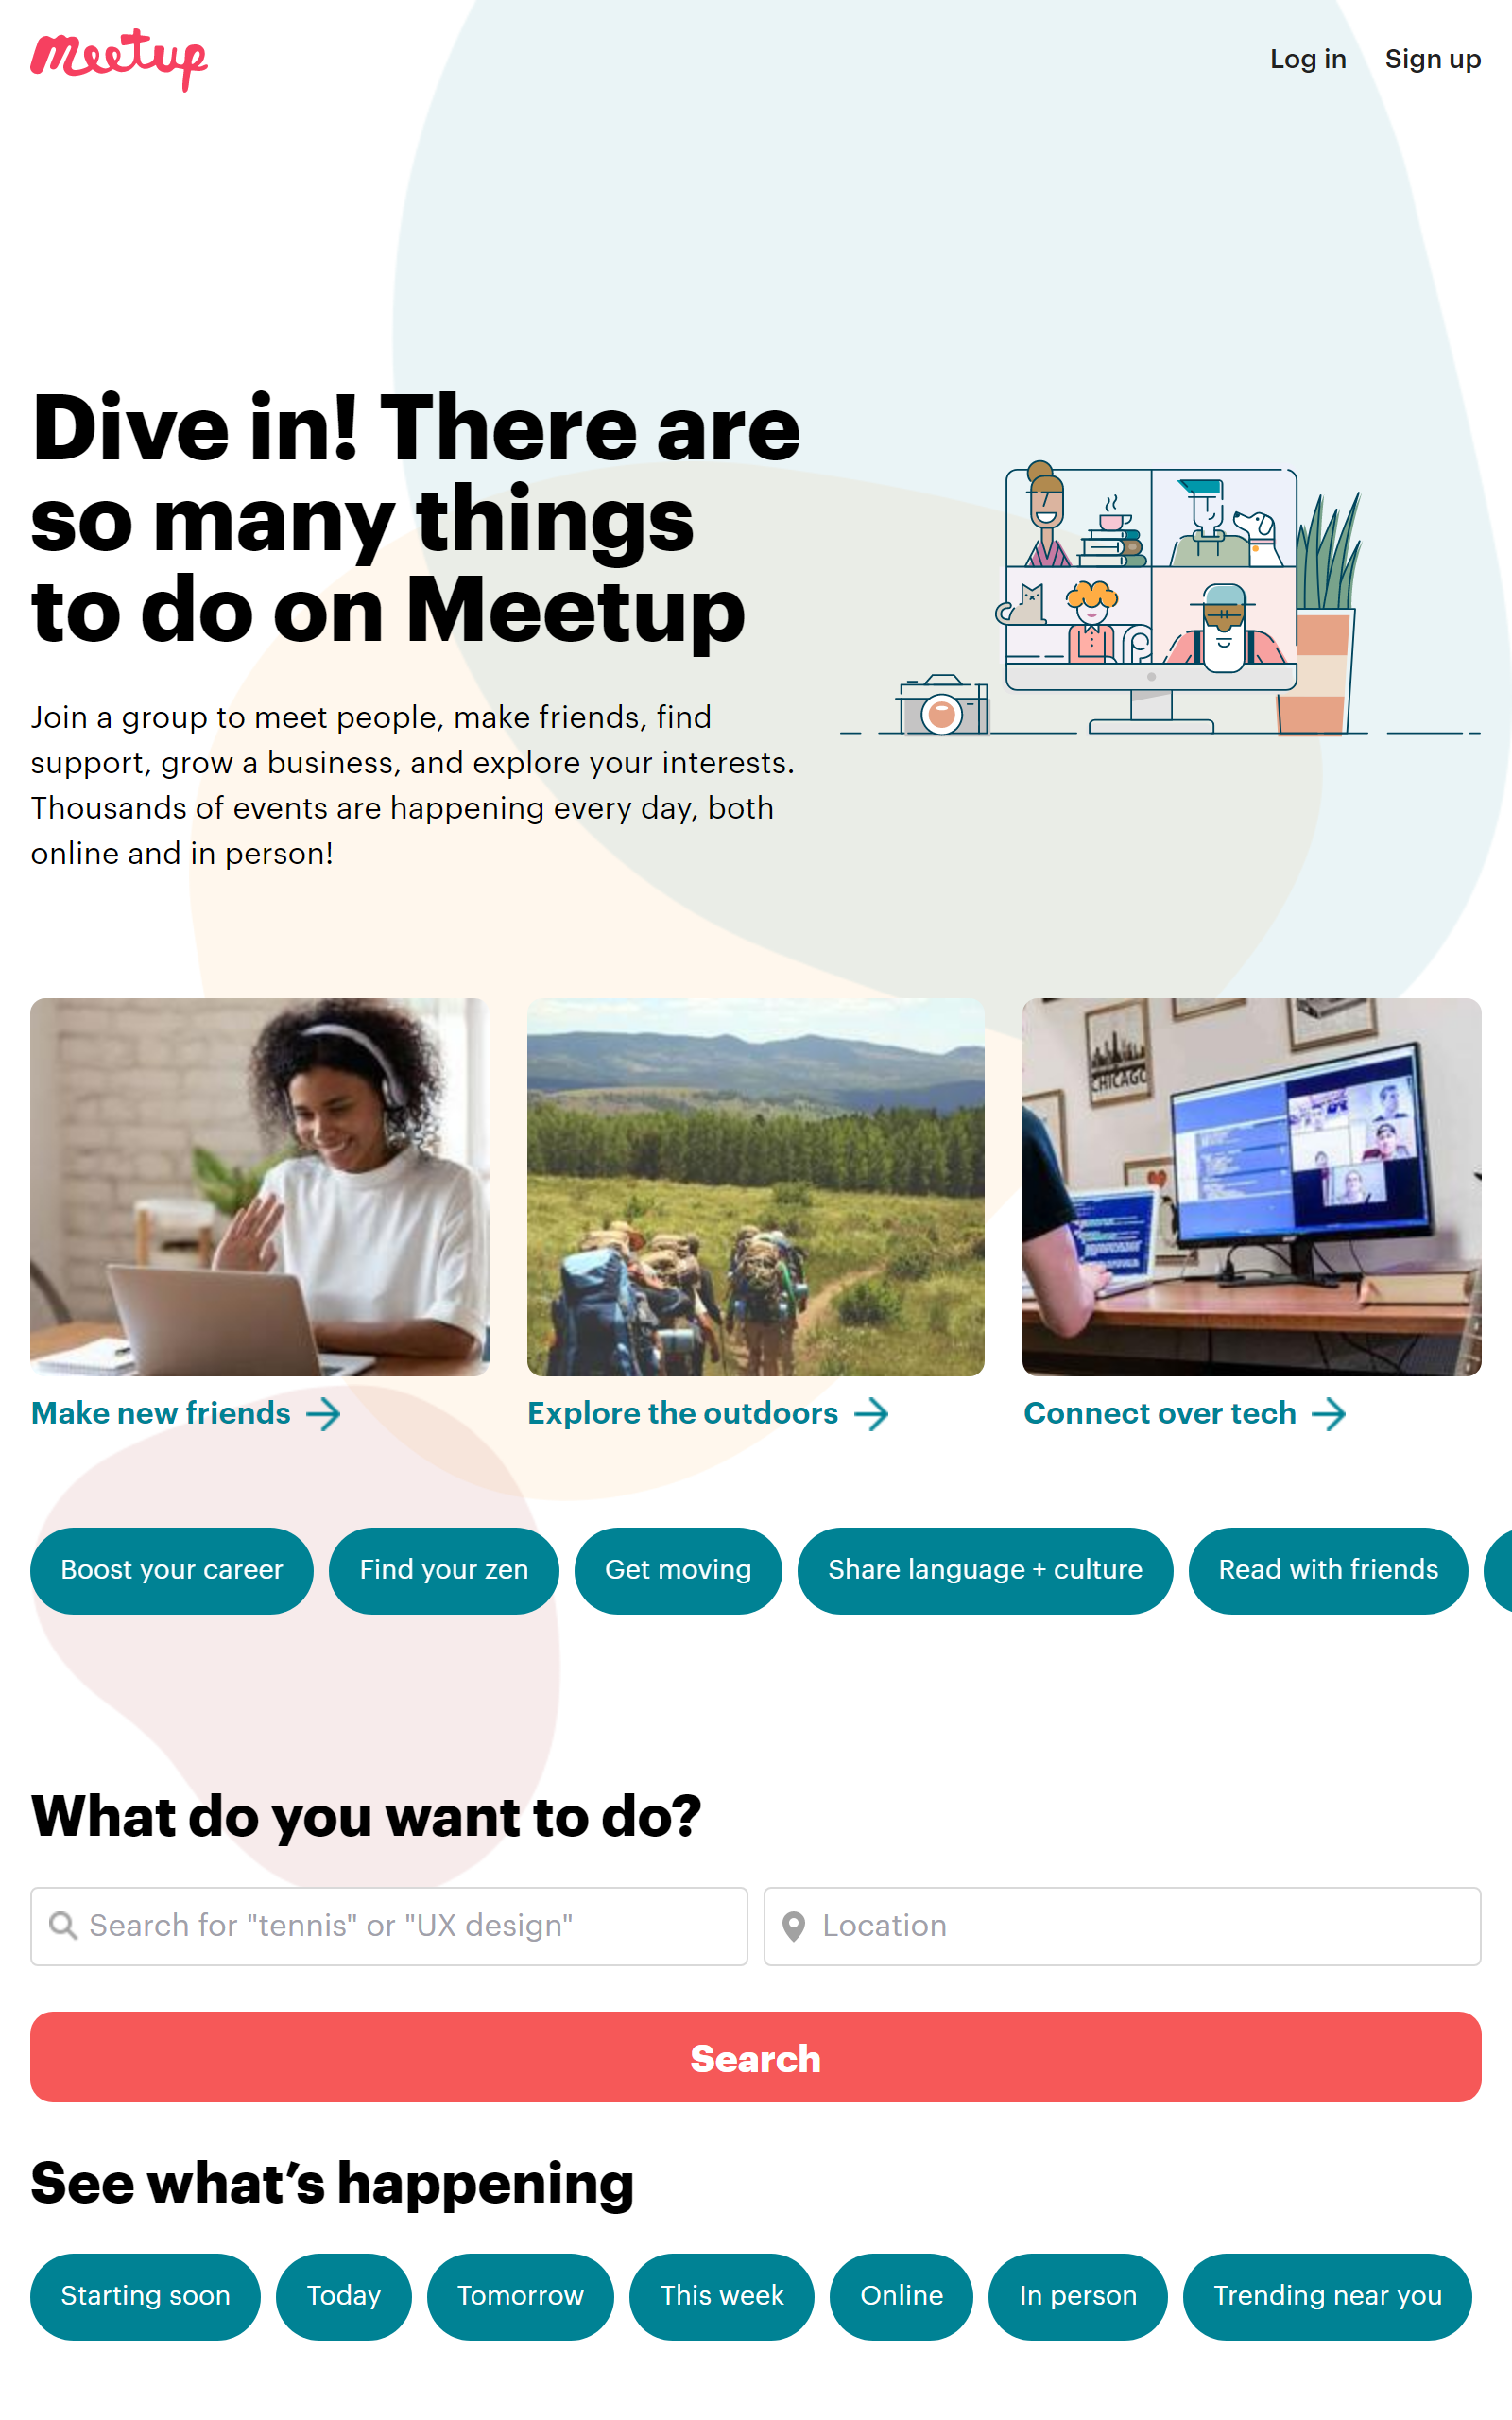 Meetup
Log in
Sign up
Dive in! There are
so many things
to do on Meetup
Join a group to meet people, make friends, find
support, grow a business, and explore your interests.
Thousands of events are happening every day, both
online and in person!
CHICAGO
Make new friends
Explore the outdoors
Connect over tech
Boost your career
Find your zen
Get moving
Share language + culture
Read with friends
What do you want to do?
Search for "tennis" or "UX design"
Location
Search
See what’s happening
Starting soon
Today
Tomorrow
This week
Online
In person
Trending near you